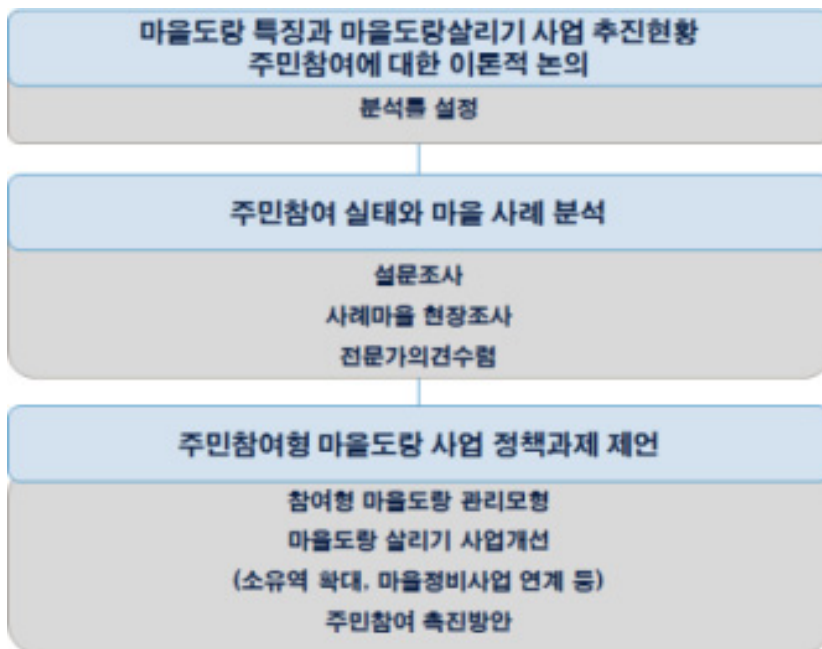 마을도랑 특징과 마을도랑살리기 사업 추진현황
주민참여에 대한 이론적 논의
분석틀 설정
주민참여 실태와 마을 사례 분석
설문조사
사례마을 현장조사
전문가의견수렴
주민참여형 마을도랑 사업 정책과제 제언
참여형 마을도랑 관리모형
마을도랑 살리기 사업개선
(소유역 확대, 마을정비사업 연계 등)
주민참여 촉진방안